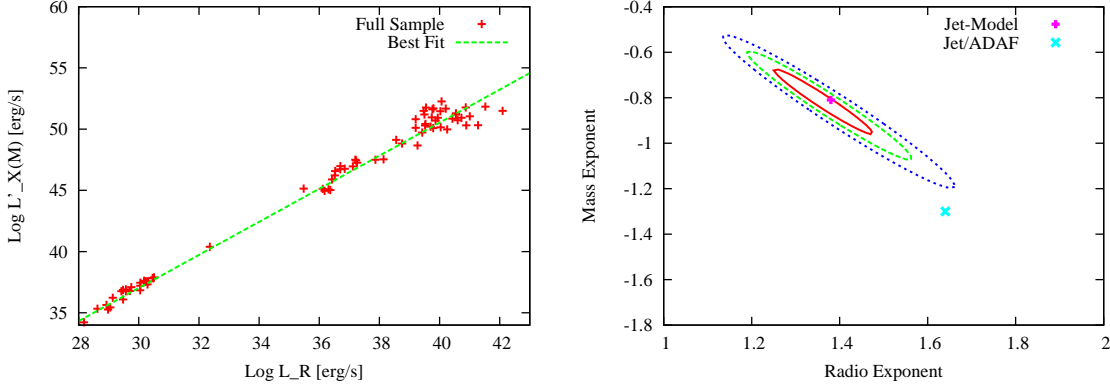 60
55
50
45
40
35
Log L'_X(M) [erg/s]
28 30 32 34 36 38 40 42
Log L_R [erg/s]
Full Sample
Best Fit
-0.4
-0.6
-0.8
-1
-1.2
-1.4
-1.6
-1.8
Mass Exponent
1 1.2 1.4 1.6 1.8 2
Radio Exponent
Jet-Model
Jet/ADAF